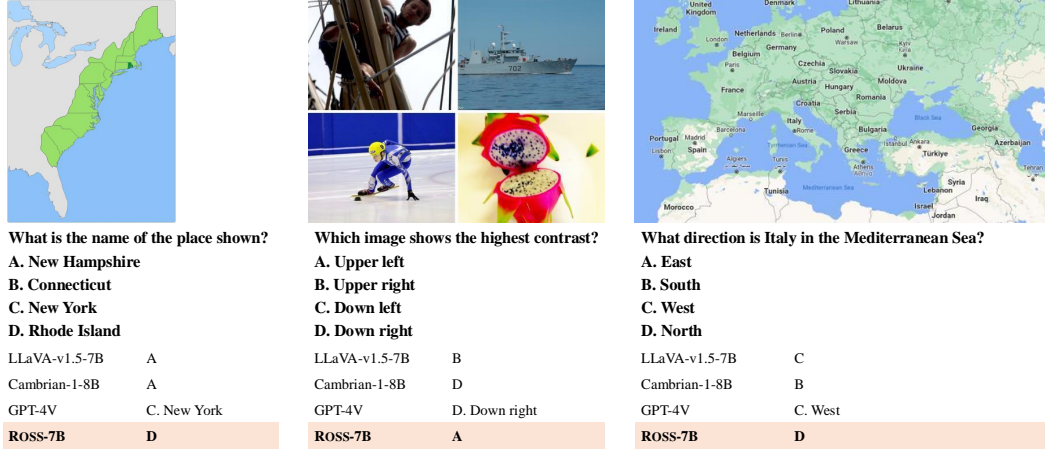 702
United
Kingdom
Denmark
Lithuania
Ireland
London
Netherlands
Berlin
Poland
Warsaw
Belarus
Belgium
Germany
Kyiv
Paris
Czechia
Slovakia
Ukraine
France
Austria
Hungary
Moldova
Croatia
Romania
Serbia
Marseille
Italy
Rome
Bulgaria
Black Sea
Georgia
Portugal
Madrid
Barcelona
Lisbon
Spain
Tyrrhenian Sea
Greece
Istanbul
Ankara
Türkiye
Azerbaijan
Algiers
Tunis
Athens
Tehran
Tunisia
Mediterranean Sea
Syria
Lebanon
Iraq
Morocco
Israel
Jordan
What is the name of the place shown?
A. New Hampshire
B. Connecticut
C. New York
D. Rhode Island
LLaVA-v1.5-7B A
Cambrian-1-8B A
GPT-4V C. New York
ROSS-7B D
Which image shows the highest contrast?
A. Upper left
B. Upper right
C. Down left
D. Down right
LLaVA-v1.5-7B B
Cambrian-1-8B D
GPT-4V D. Down right
ROSS-7B A
What direction is Italy in the Mediterranean Sea?
A. East
B. South
C. West
D. North
LLaVA-v1.5-7B C
Cambrian-1-8B B
GPT-4V C. West
ROSS-7B D